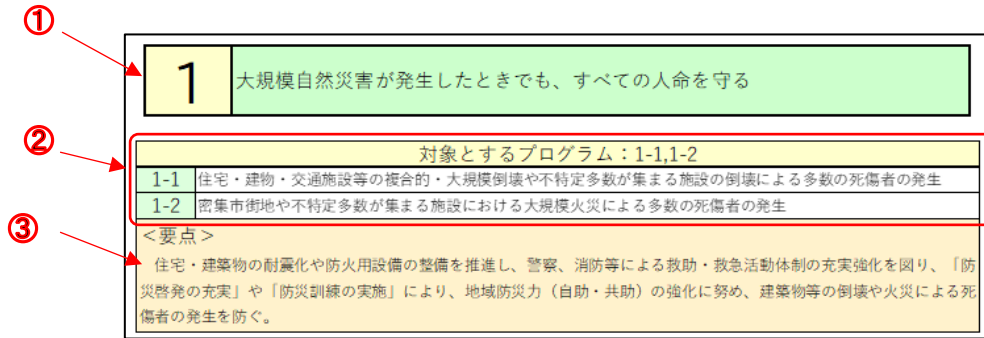 ①
1 大規模自然災害が発生したときでも、すべての人命を守る
②
対象とするプログラム：1-1,1-2
1-1 住宅・建物・交通施設等の複合的・大規模倒壊や不特定多数が集まる施設の倒壊による多数の死傷者の発生
1-2 密集市街地や不特定多数が集まる施設における大規模火災による多数の死傷者の発生
③
＜要点＞
住宅・建築物の耐震化や防火用設備の整備を推進し、警察、消防等による救助・救急活動体制の充実強化を図り、「防
災啓発の充実」や「防災訓練の実施」により、地域防災力（自助・共助）の強化に努め、建築物等の倒壊や火災による死
傷者の発生を防ぐ。